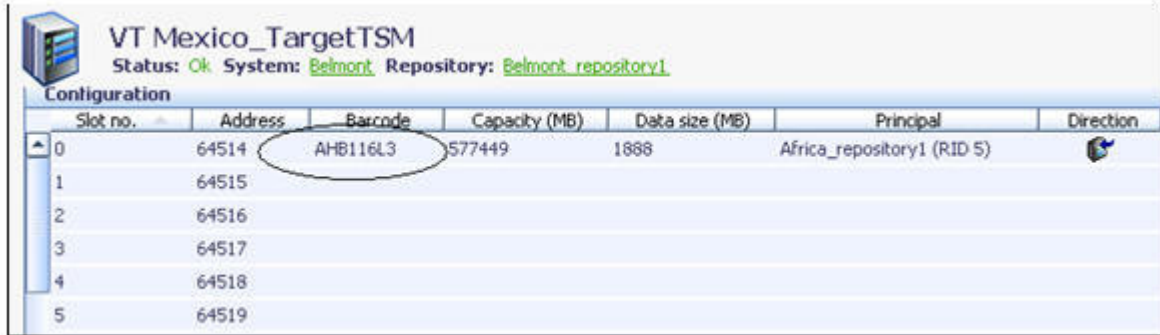 VT Mexico_TargetTSM
Status: Ok System: Belmont Repository: Belmont_repository1
Configuration
Slot no. Address Barcode Capacity (MB) Data size (MB) Principal Direction
0 64514 AHB116L3 577449 1888 Africa_repository1 (RID 5)
1 64515
2 64516
3 64517
4 64518
5 64519